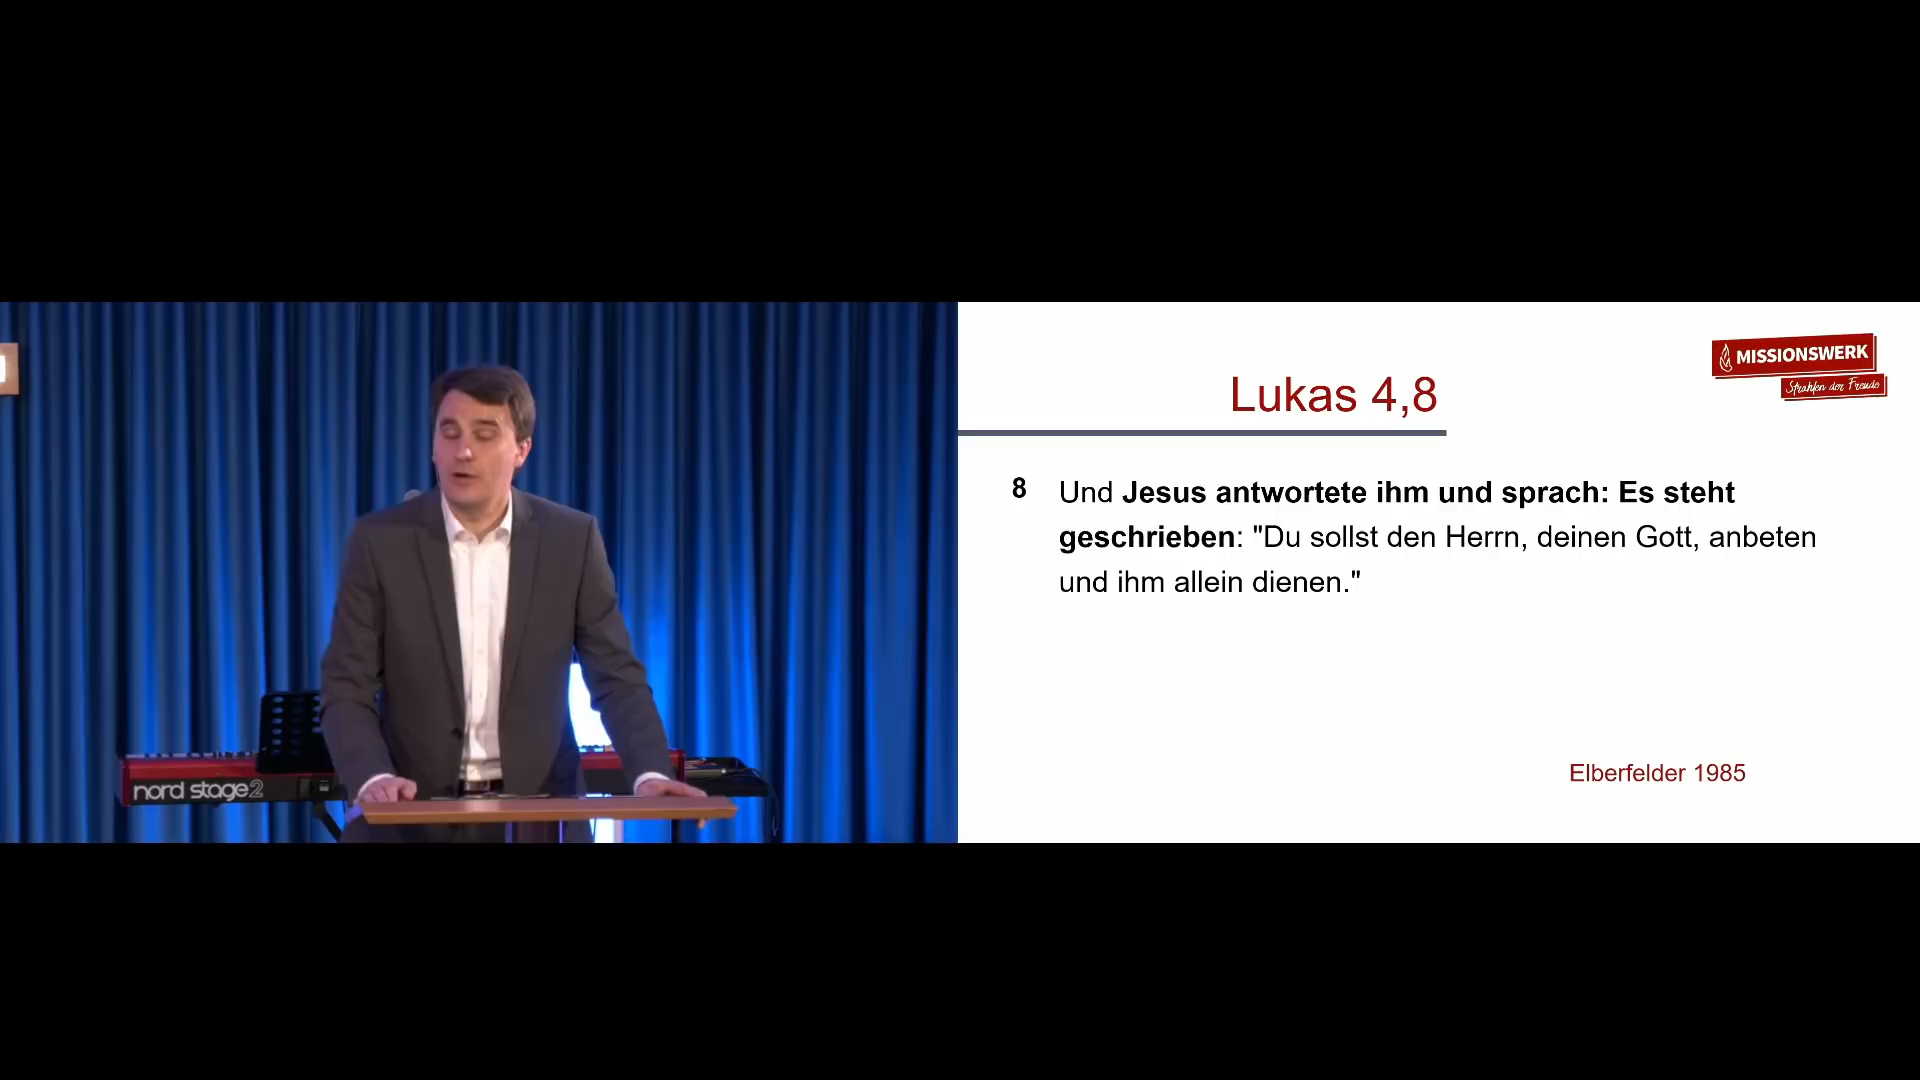 nord stage2
MISSIONSWERK
Strahlen der Freude
Lukas 4,8
8 Und Jesus antwortete ihm und sprach: Es steht
geschrieben: "Du sollst den Herrn, deinen Gott, anbeten
und ihm allein dienen."
Elberfelder 1985